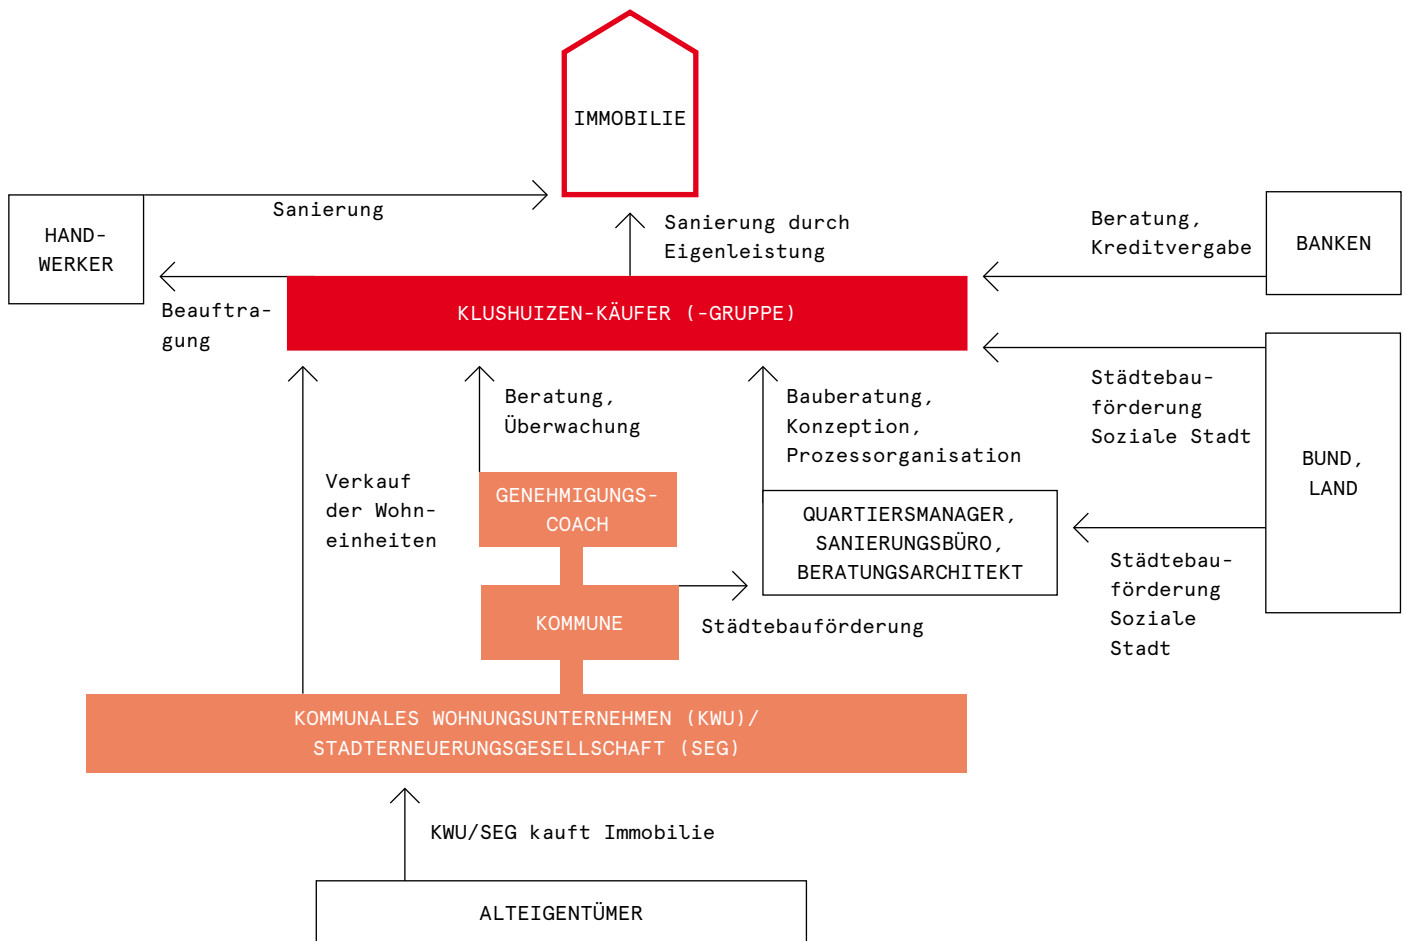 IMMOBILIE
Sanierung
HAND-
WERKER
Sanierung durch
Eigenleistung
Beratung,
Kreditvergabe
BANKEN
Beauftra-
gung
KLUSHUIZEN-KÄUFER (-GRUPPE)
Städtebau-
förderung
Soziale Stadt
BUND,
LAND
Beratung,
Überwachung
Bauberatung,
Konzeption,
Prozessorganisation
Verkauf
der Wohn-
einheiten
GENEHMIGUNGS-
COACH
QUARTIERSMANAGER,
SANIERUNGSBÜRO,
BERATUNGSARCHITEKT
Städtebau-
förderung
Soziale
Stadt
KOMMUNE
Städtebauförderung
KOMMUNALES WOHNUNGSUNTERNEHMEN (KWU)/
STADTERNEUERUNGSGESELLSCHAFT (SEG)
KWU/SEG kauft Immobilie
ALTEIGENTÜMER